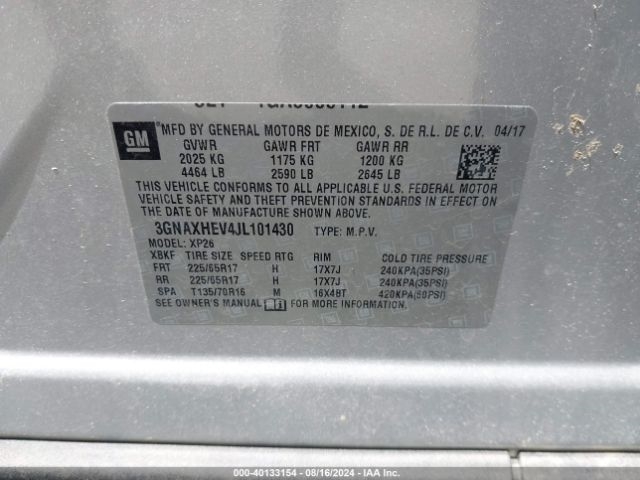 GM
MFD BY GENERAL MOTORS DE MEXICO, S. DE R.L. DE C.V. 04/17
GVWR GAWR FRT GAWR RR
2025 KG 1175 KG 1200 KG
4464 LB 2590 LB 2645 LB
THIS VEHICLE CONFORMS TO ALL APPLICABLE U.S. FEDERAL MOTOR
VEHICLE SAFETY AND THEFT PREVENTION STANDARDS IN EFFECT
ON THE DATE OF MANUFACTURE SHOWN ABOVE.
3GNAXHEV4JL101430 TYPE: M.P.V.
MODEL: XP26
XBKF TIRE SIZE SPEED RTG RIM COLD TIRE PRESSURE
FRT 225/65R17 H 17X7J 240KPA(35PSI)
RR 225/65R17 H 17X7J 240KPA(35PSI)
SPA T135/70R16 M 16X4BT 420KPA(60PSI)
SEE OWNER'S MANUAL FOR MORE INFORMATION.
000-40133154 | 08/16/2024 | IAA Inc.